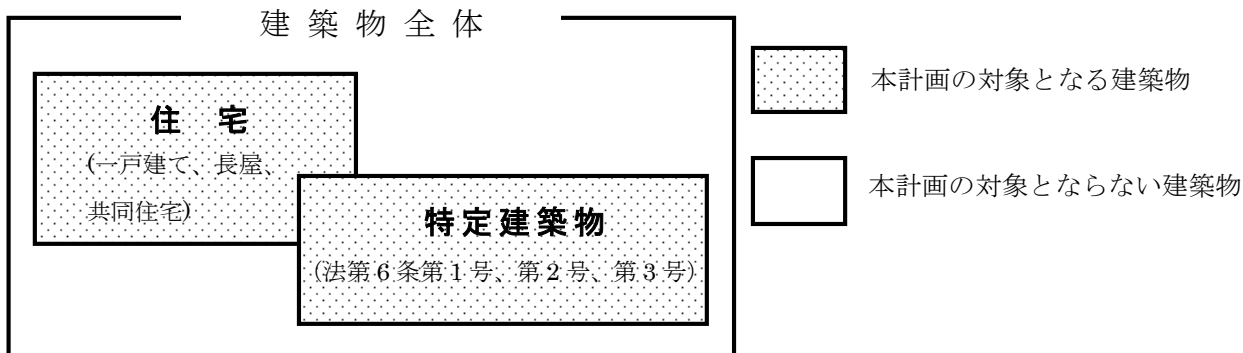 建築物全体
住宅
(一戸建て、長屋、
共同住宅)
特定建築物
(法第6条第1号、第2号、第3号)
本計画の対象となる建築物
本計画の対象とならない建築物